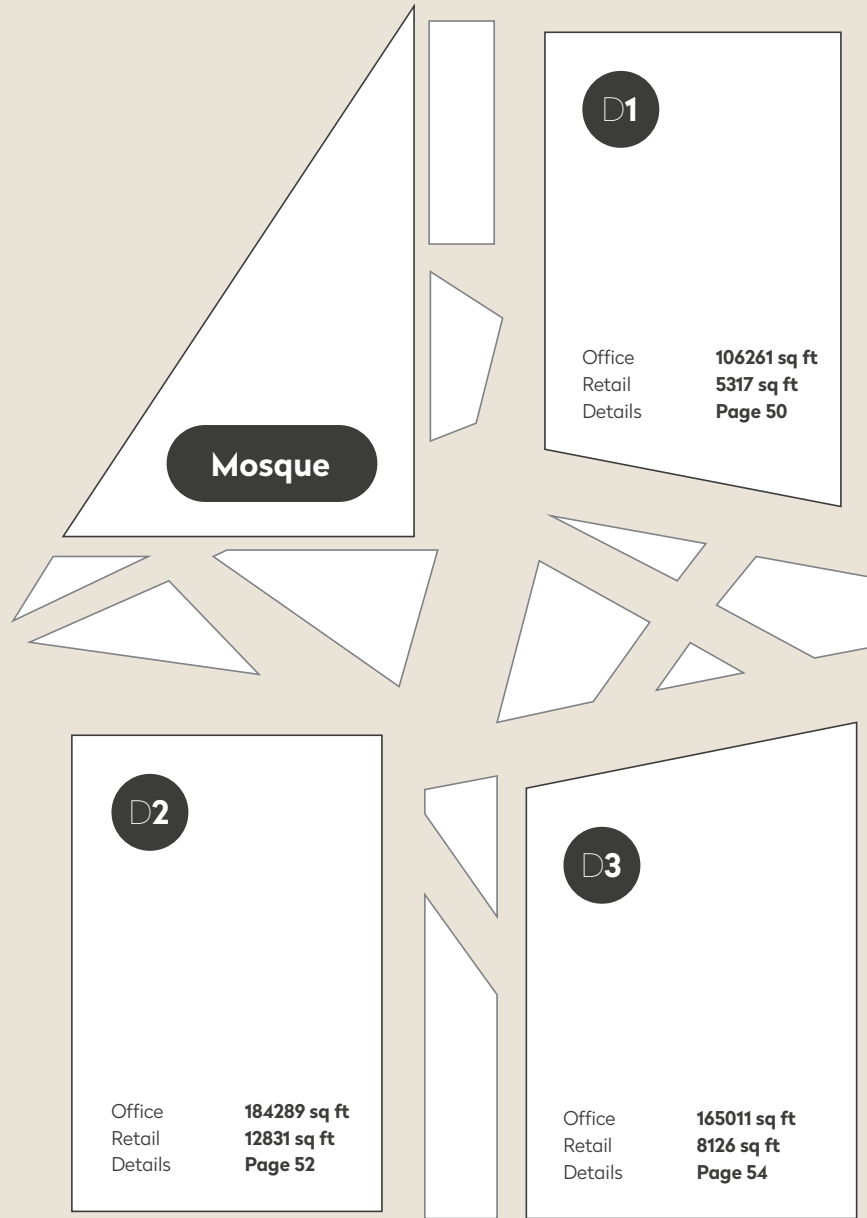 D1
Office 106261 sq ft
Retail 5317 sq ft
Details Page 50
Mosque
D2
Office 184289 sq ft
Retail 12831 sq ft
Details Page 52
D3
Office 165011 sq ft
Retail 8126 sq ft
Details Page 54